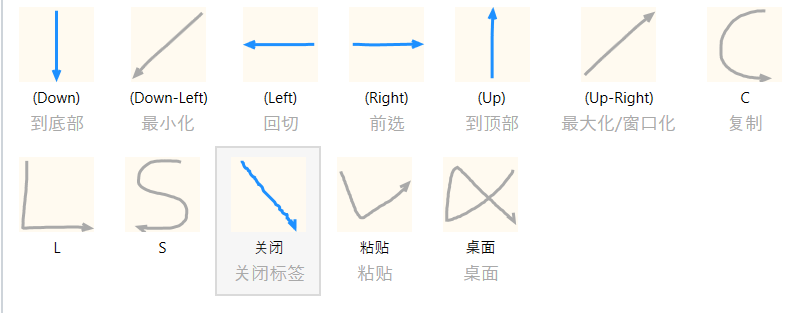 (Down) (Down-Left) (Left) (Right) (Up) (Up-Right) C
到底部 最小化 回切 前选 到顶部 最大化/窗口化 复制
L S 关闭 粘贴 桌面
关闭标签 粘贴 桌面